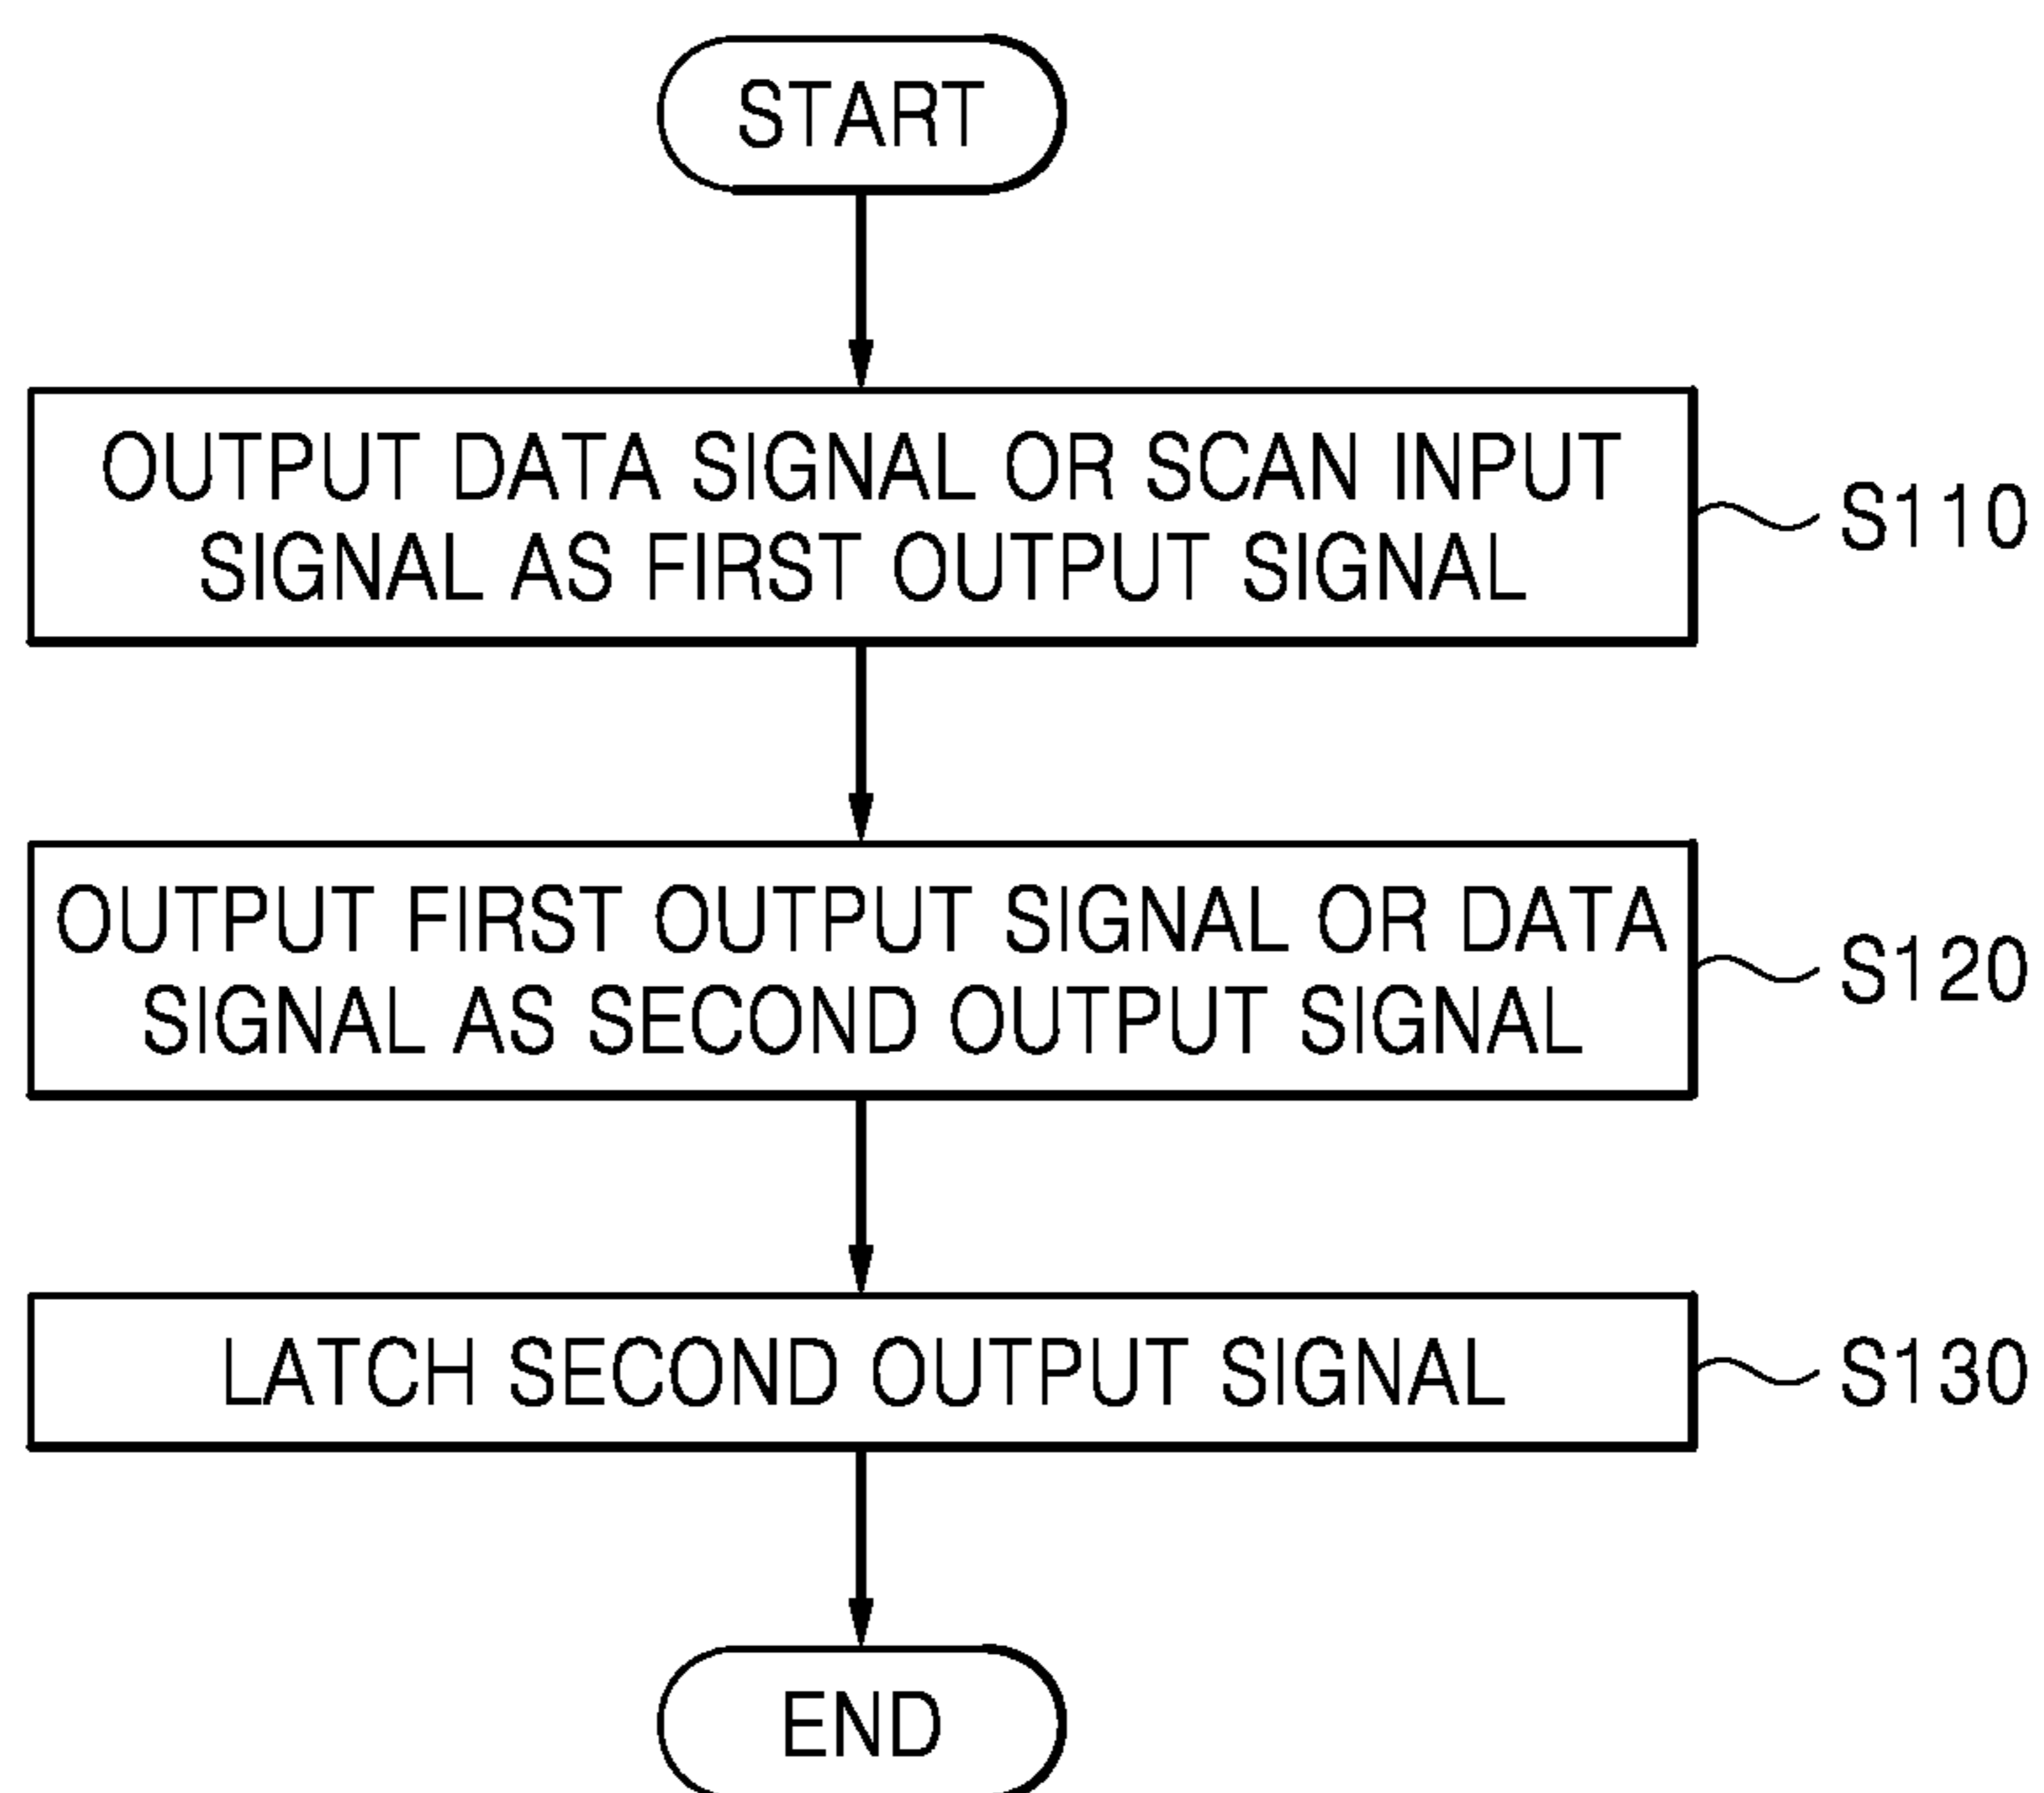 START
OUTPUT DATA SIGNAL OR SCAN INPUT
SIGNAL AS FIRST OUTPUT SIGNAL
S110
OUTPUT FIRST OUTPUT SIGNAL OR DATA
SIGNAL AS SECOND OUTPUT SIGNAL
S120
LATCH SECOND OUTPUT SIGNAL
S130
END